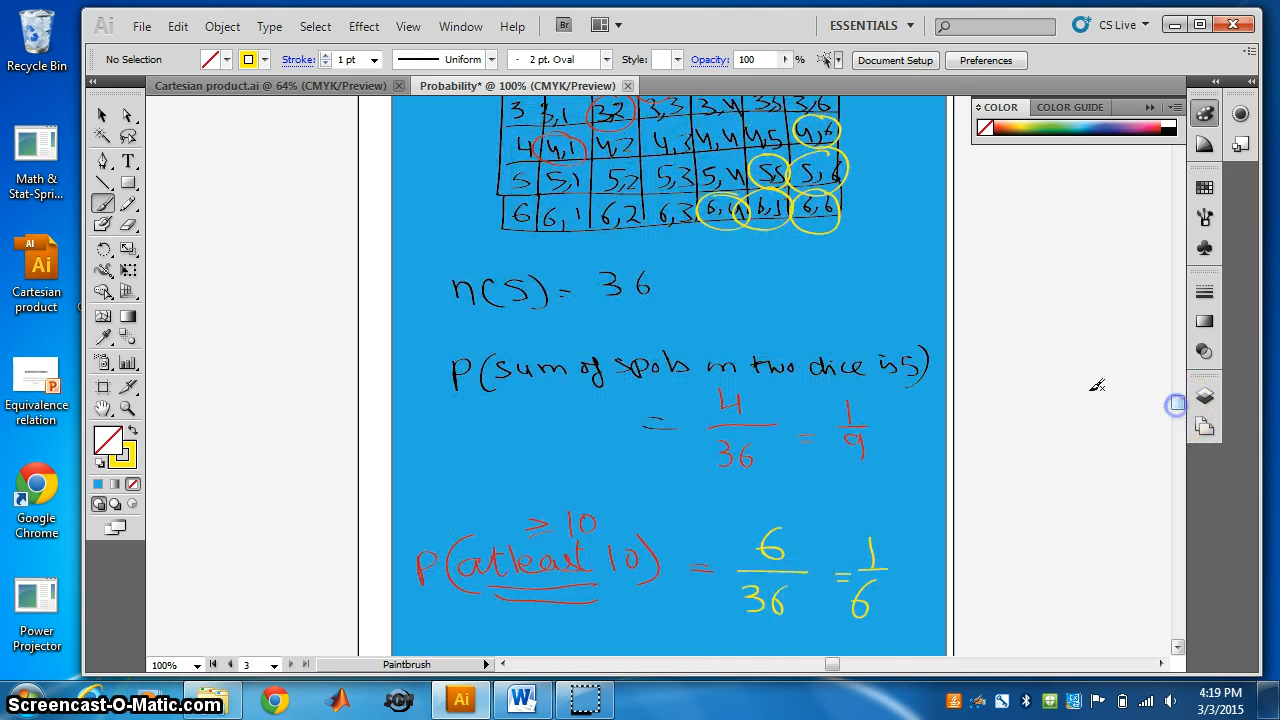 Recycle Bin
Math & Stat-Spri...
Cartesian product
Equivalence relation
Google Chrome
Power Projector
Ai File Edit Object Type Select Effect View Window Help Br ESSENTIALS CS Live
No Selection Stroke: 1 pt Uniform 2 pt. Oval Style: Opacity: 100 % Document Setup Preferences
Cartesian product.ai @ 64% (CMYK/Preview) Probability* @ 100% (CMYK/Preview)
COLOR COLOR GUIDE
3 3,1 3,2 3,3 3,4 3,5 3,6
4 4,1 4,2 4,3 4,4 4,5 4,6
5 5,1 5,2 5,3 5,4 5,5 5,6
6 6,1 6,2 6,3 6,4 6,5 6,6
n(S) = 36
P(sum of spots in two dice is 5)
= 4/36 = 1/9
≥ 10
P(at least 10) = 6/36 = 1/6
100% 3 Paintbrush
Screencast-O-Matic.com
4:19 PM
3/3/2015